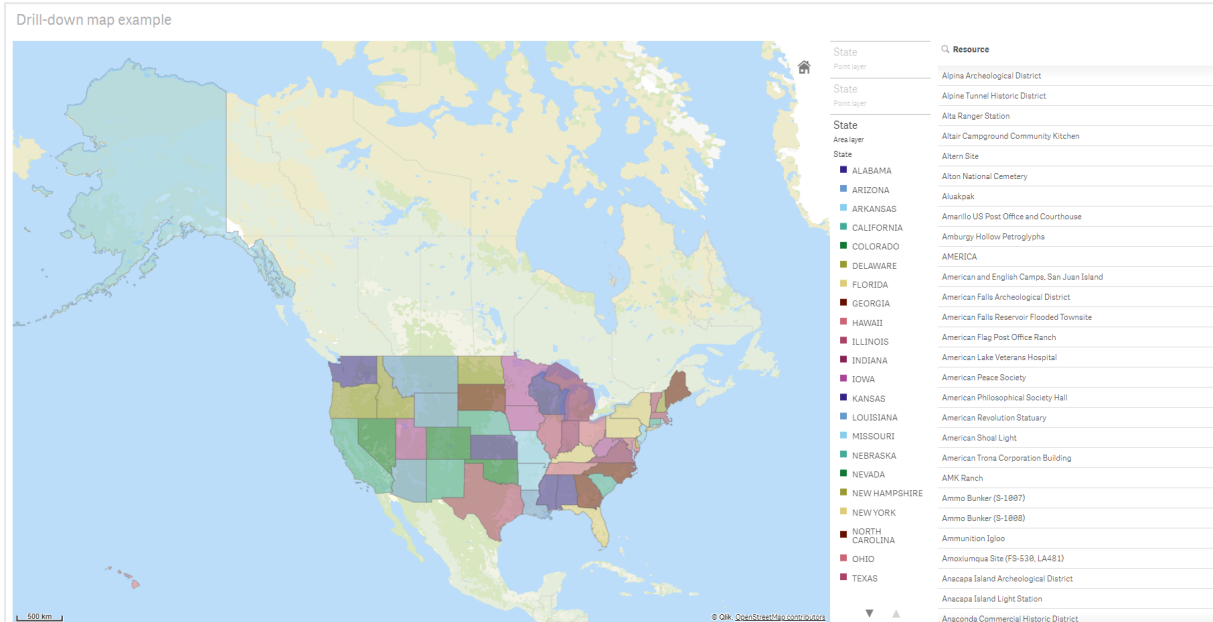 Drill-down map example
500 km
© Qlik, OpenStreetMap contributors
State
Point layer
State
Point layer
State
Area layer
State
ALABAMA
ARIZONA
ARKANSAS
CALIFORNIA
COLORADO
DELAWARE
FLORIDA
GEORGIA
HAWAII
ILLINOIS
INDIANA
IOWA
KANSAS
LOUISIANA
MISSOURI
NEBRASKA
NEVADA
NEW HAMPSHIRE
NEW YORK
NORTH
CAROLINA
OHIO
TEXAS
Resource
Alpina Archeological District
Alpine Tunnel Historic District
Alta Ranger Station
Altair Campground Community Kitchen
Altern Site
Alton National Cemetery
Aluakpak
Amarillo US Post Office and Courthouse
Amburgy Hollow Petroglyphs
AMERICA
American and English Camps, San Juan Island
American Falls Archeological District
American Falls Reservoir Flooded Townsite
American Flag Post Office Ranch
American Lake Veterans Hospital
American Peace Society
American Philosophical Society Hall
American Revolution Statuary
American Shoal Light
American Trona Corporation Building
AMK Ranch
Ammo Bunker (S-1007)
Ammo Bunker (S-1008)
Ammunition Igloo
Amoxiumqua Site (FS-530, LA481)
Anacapa Island Archeological District
Anacapa Island Light Station
Anaconda Commercial Historic District